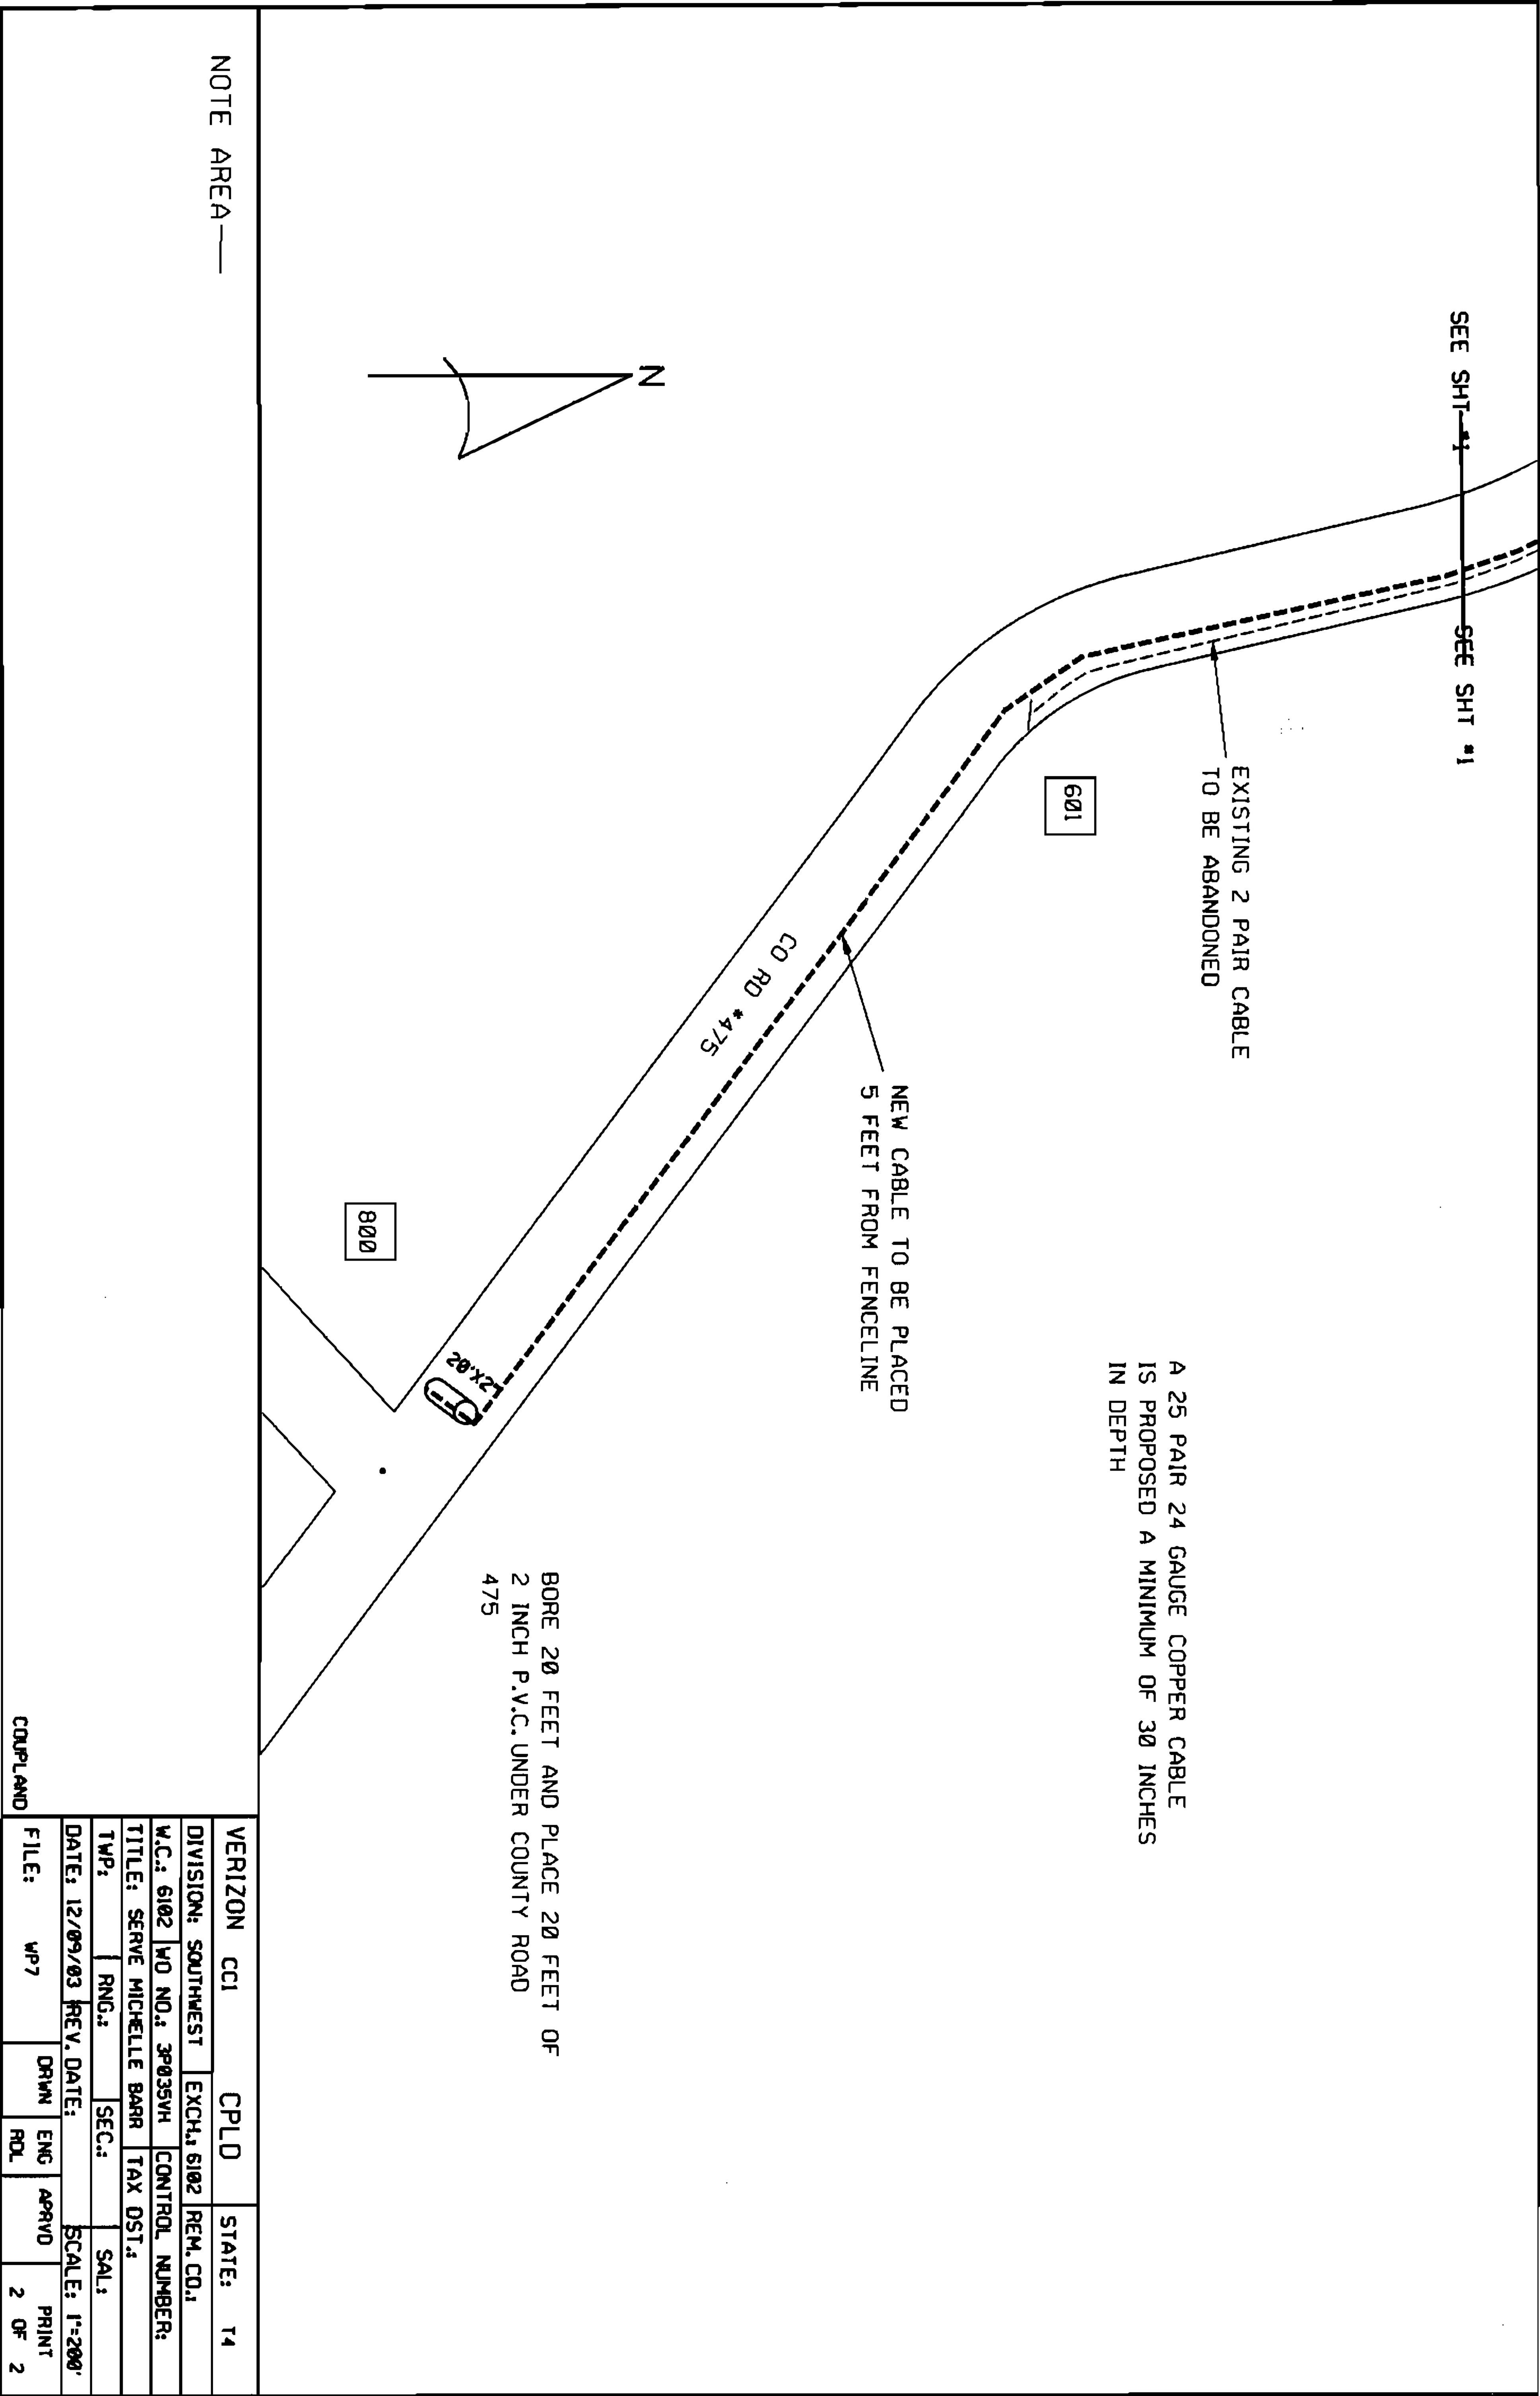 SEE SHT #1
SEE SHT #1
EXISTING 2 PAIR CABLE
TO BE ABANDONED
A 25 PAIR 24 GAUGE COPPER CABLE
IS PROPOSED A MINIMUM OF 30 INCHES
IN DEPTH
601
NEW CABLE TO BE PLACED
5 FEET FROM FENCELINE
CO RD #475
N
BORE 20 FEET AND PLACE 20 FEET OF
2 INCH P.V.C. UNDER COUNTY ROAD
475
20'X2"
800
NOTE AREA
VERIZON CC1 CPLD STATE: T4
DIVISION: SOUTHWEST EXCH.: 6102 REM. CO.:
W.C.: 6102 WO NO.: 3P035VH CONTROL NUMBER:
TITLE: SERVE MICHELLE BARR TAX DST.:
TWP: RNG.: SEC.: SAL:
DATE: 12/09/03 REV. DATE: SCALE: 1"=200'
FILE: WP7 DRWN ENG APRVD PRINT
COUPLAND RDL 2 OF 2